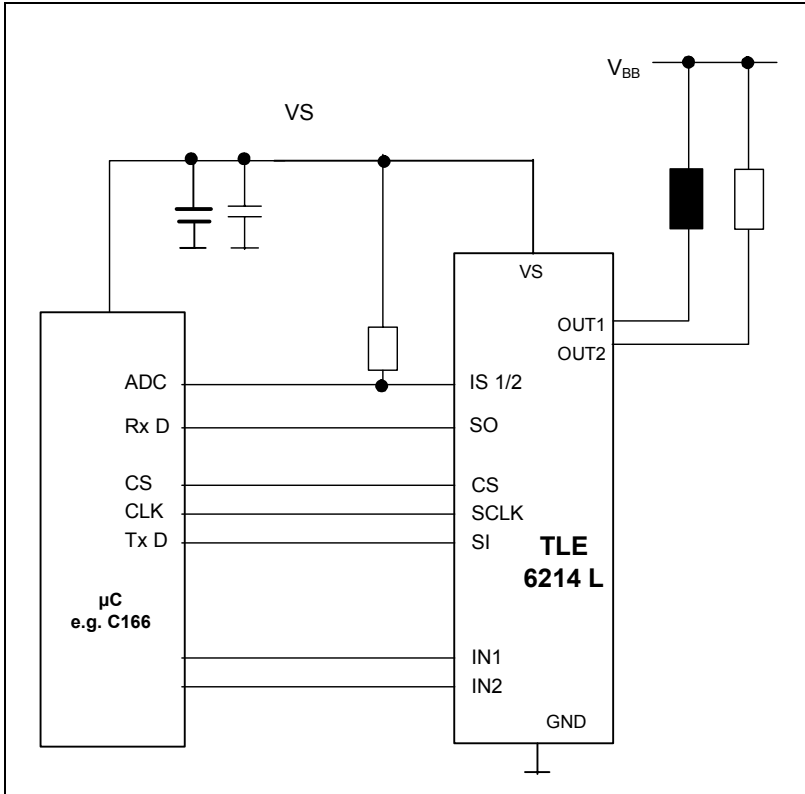 V_BB
VS
VS
OUT1
OUT2
ADC
IS 1/2
Rx D
SO
CS
CS
CLK
SCLK
Tx D
SI
TLE
6214 L
µC
e.g. C166
IN1
IN2
GND